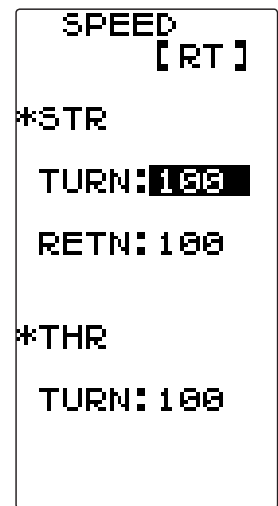 SPEED
[RT]
*STR
TURN:100
RETN:100
*THR
TURN:100